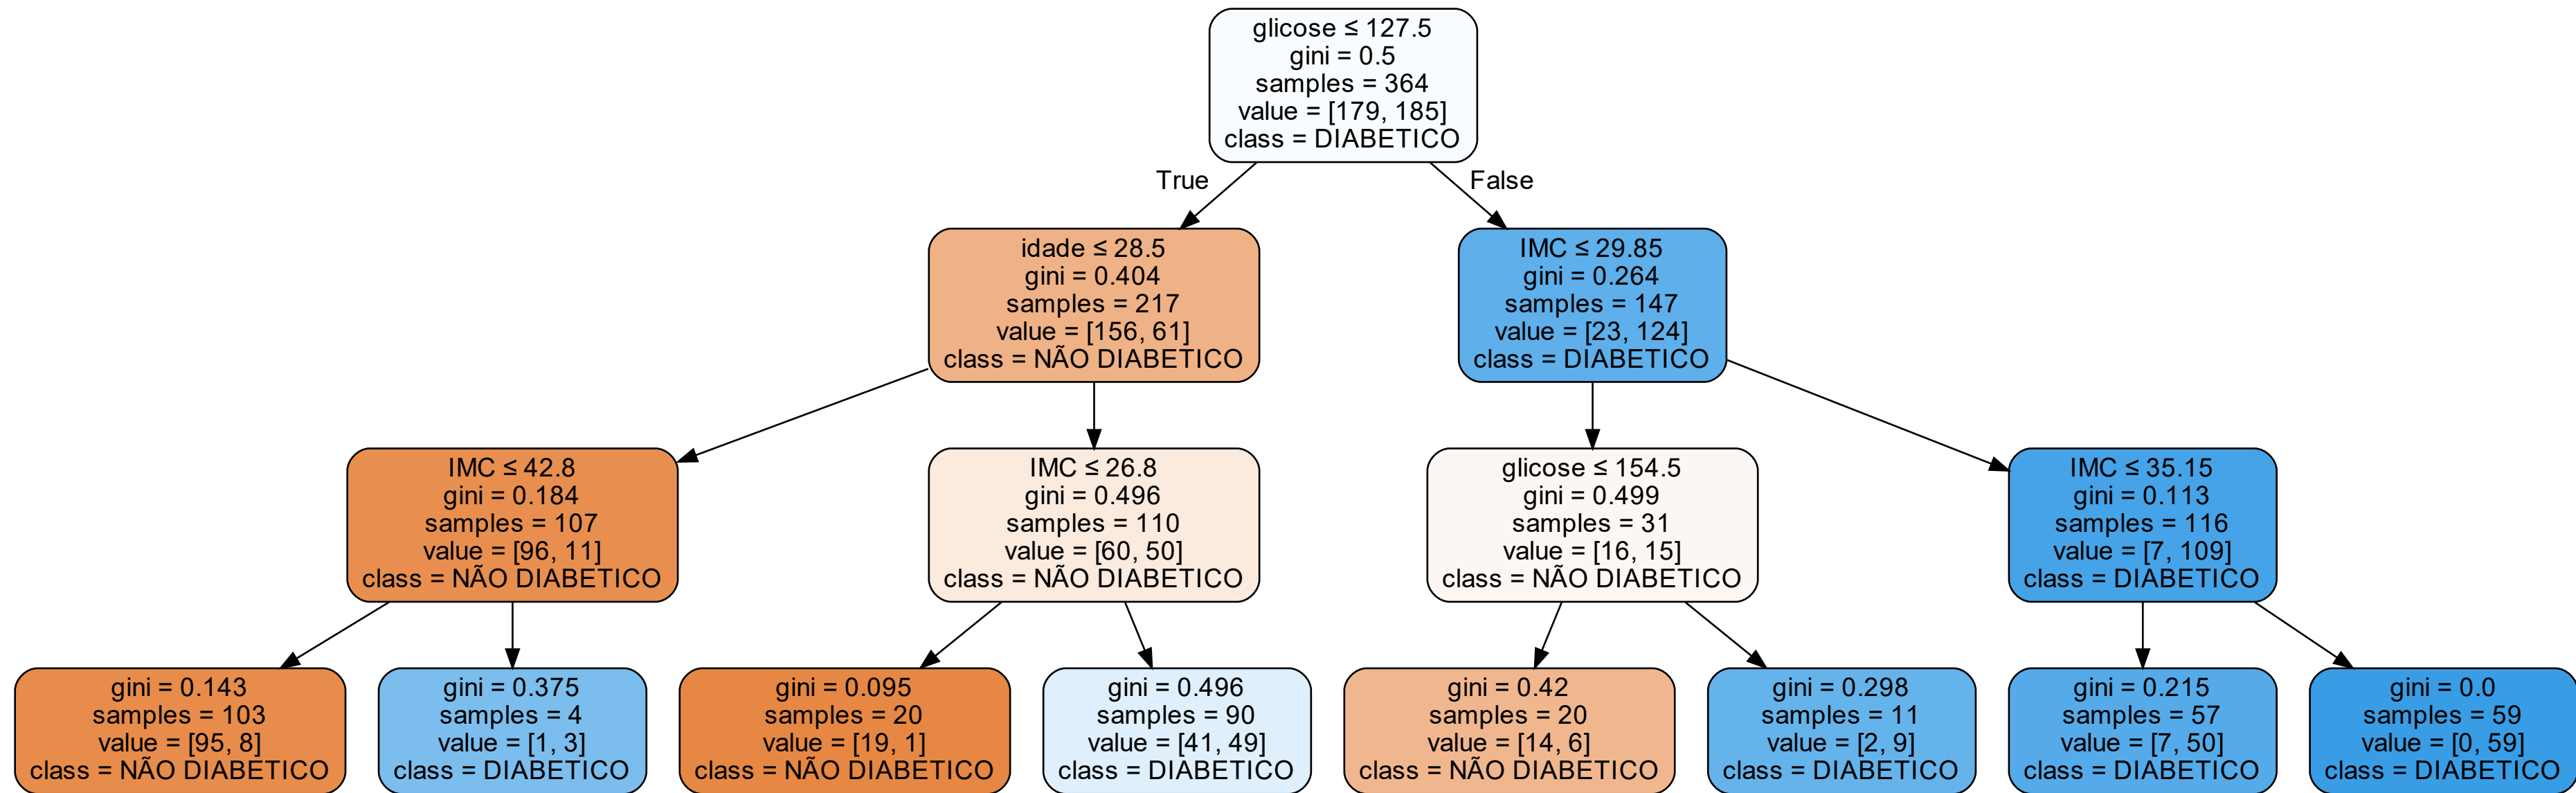 glicose ≤ 127.5
gini = 0.5
samples = 364
value = [179, 185]
class = DIABETICO
True
False
idade ≤ 28.5
gini = 0.404
samples = 217
value = [156, 61]
class = NÃO DIABETICO
IMC ≤ 29.85
gini = 0.264
samples = 147
value = [23, 124]
class = DIABETICO
IMC ≤ 42.8
gini = 0.184
samples = 107
value = [96, 11]
class = NÃO DIABETICO
IMC ≤ 26.8
gini = 0.496
samples = 110
value = [60, 50]
class = NÃO DIABETICO
glicose ≤ 154.5
gini = 0.499
samples = 31
value = [16, 15]
class = NÃO DIABETICO
IMC ≤ 35.15
gini = 0.113
samples = 116
value = [7, 109]
class = DIABETICO
gini = 0.143
samples = 103
value = [95, 8]
class = NÃO DIABETICO
gini = 0.375
samples = 4
value = [1, 3]
class = DIABETICO
gini = 0.095
samples = 20
value = [19, 1]
class = NÃO DIABETICO
gini = 0.496
samples = 90
value = [41, 49]
class = DIABETICO
gini = 0.42
samples = 20
value = [14, 6]
class = NÃO DIABETICO
gini = 0.298
samples = 11
value = [2, 9]
class = DIABETICO
gini = 0.215
samples = 57
value = [7, 50]
class = DIABETICO
gini = 0.0
samples = 59
value = [0, 59]
class = DIABETICO